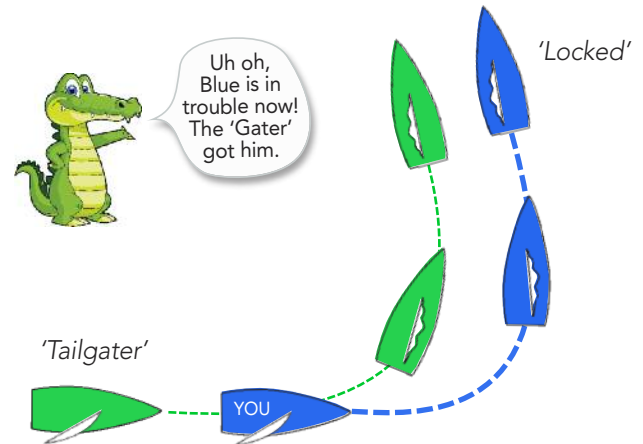 Uh oh,
Blue is in
trouble now!
The ‘Gater’
got him.
‘Locked’
‘Tailgater’
YOU